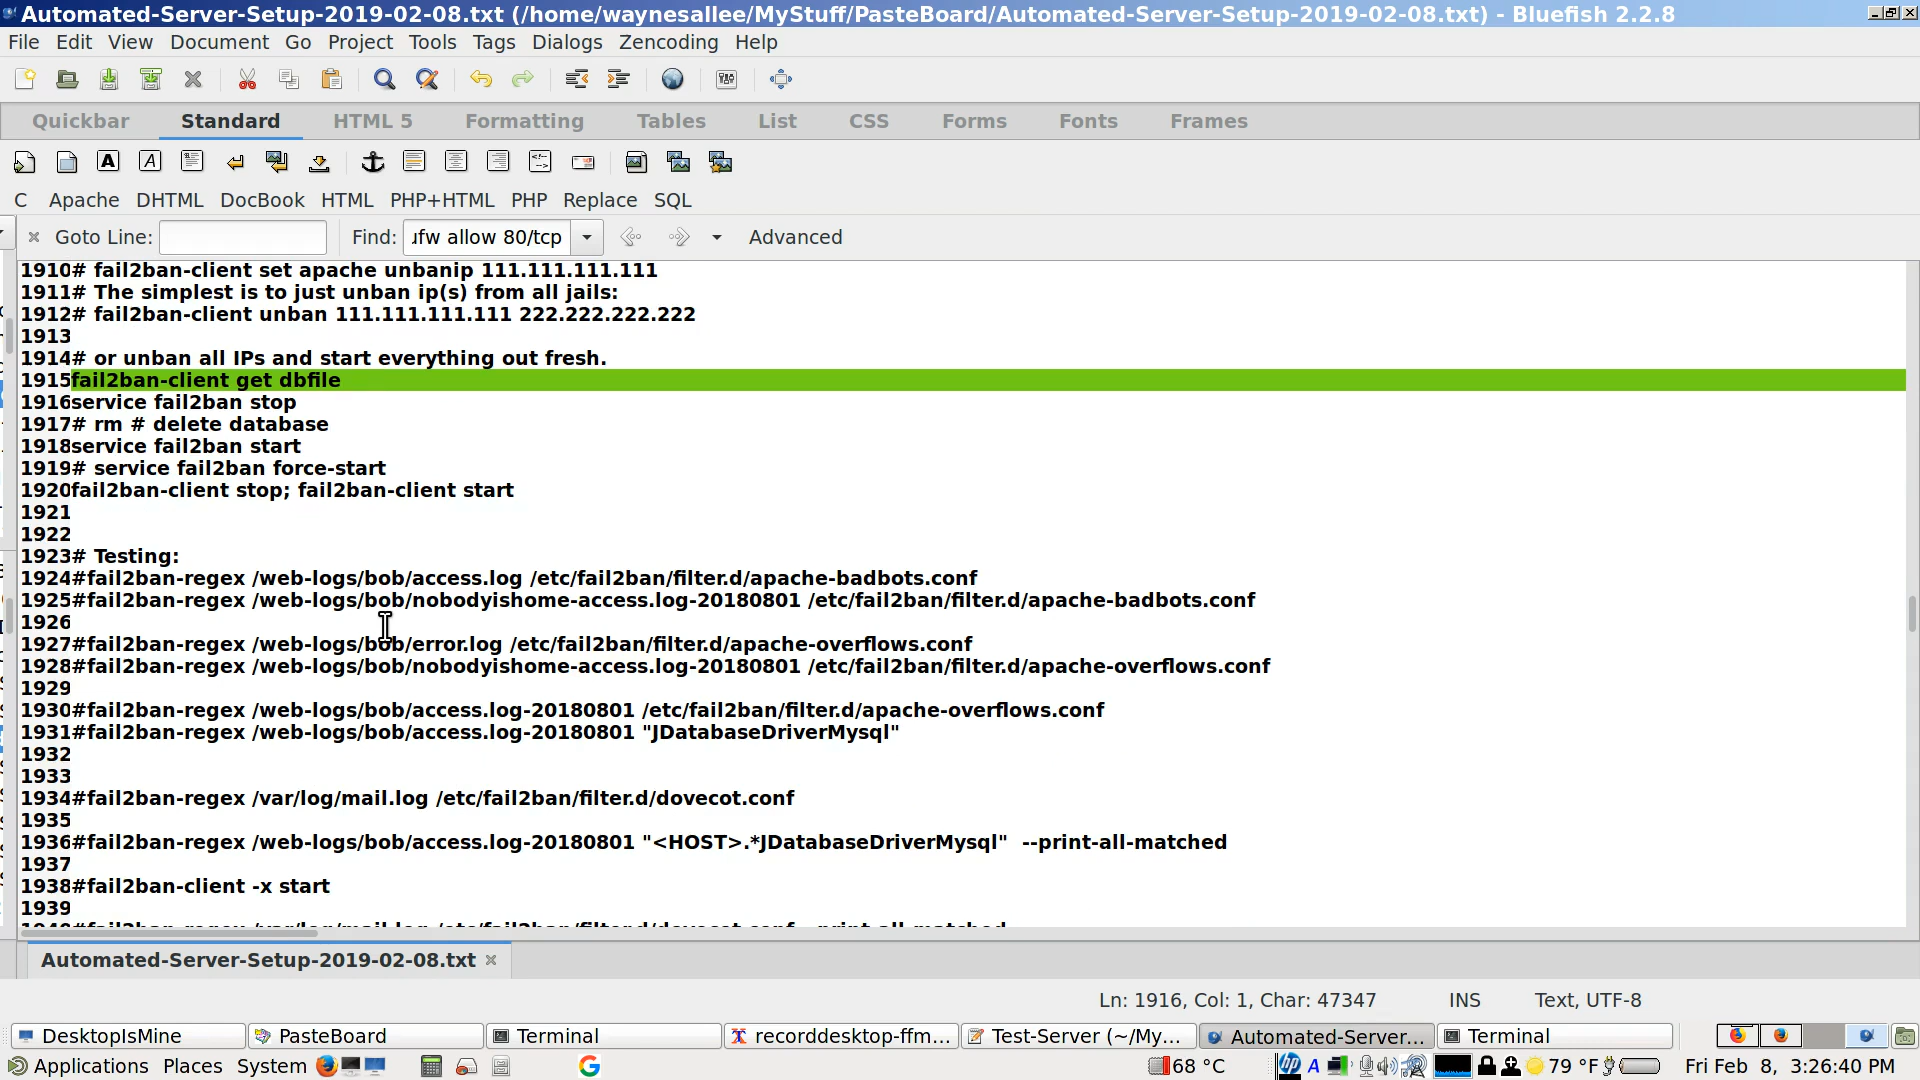 Automated-Server-Setup-2019-02-08.txt (/home/waynesallee/MyStuff/PasteBoard/Automated-Server-Setup-2019-02-08.txt) - Bluefish 2.2.8
File Edit View Document Go Project Tools Tags Dialogs Zencoding Help
Quickbar Standard HTML 5 Formatting Tables List CSS Forms Fonts Frames
C Apache DHTML DocBook HTML PHP+HTML PHP Replace SQL
Goto Line: Find: ufw allow 80/tcp Advanced
1910# fail2ban-client set apache unbanip 111.111.111.111
1911# The simplest is to just unban ip(s) from all jails:
1912# fail2ban-client unban 111.111.111.111 222.222.222.222
1913
1914# or unban all IPs and start everything out fresh.
1915fail2ban-client get dbfile
1916service fail2ban stop
1917# rm # delete database
1918service fail2ban start
1919# service fail2ban force-start
1920fail2ban-client stop; fail2ban-client start
1921
1922
1923# Testing:
1924#fail2ban-regex /web-logs/bob/access.log /etc/fail2ban/filter.d/apache-badbots.conf
1925#fail2ban-regex /web-logs/bob/nobodyishome-access.log-20180801 /etc/fail2ban/filter.d/apache-badbots.conf
1926
1927#fail2ban-regex /web-logs/bob/error.log /etc/fail2ban/filter.d/apache-overflows.conf
1928#fail2ban-regex /web-logs/bob/nobodyishome-access.log-20180801 /etc/fail2ban/filter.d/apache-overflows.conf
1929
1930#fail2ban-regex /web-logs/bob/access.log-20180801 /etc/fail2ban/filter.d/apache-overflows.conf
1931#fail2ban-regex /web-logs/bob/access.log-20180801 "JDatabaseDriverMysql"
1932
1933
1934#fail2ban-regex /var/log/mail.log /etc/fail2ban/filter.d/dovecot.conf
1935
1936#fail2ban-regex /web-logs/bob/access.log-20180801 "<HOST>.*JDatabaseDriverMysql"  --print-all-matched
1937
1938#fail2ban-client -x start
1939
1940#fail2ban-regex /var/log/mail.log /etc/fail2ban/filter.d/dovecot.conf --print-all-matched
Automated-Server-Setup-2019-02-08.txt
Ln: 1916, Col: 1, Char: 47347 INS Text, UTF-8
DesktopIsMine PasteBoard Terminal recorddesktop-ffm... Test-Server (~/My... Automated-Server... Terminal
Applications Places System 68 °C 79 °F Fri Feb 8, 3:26:40 PM